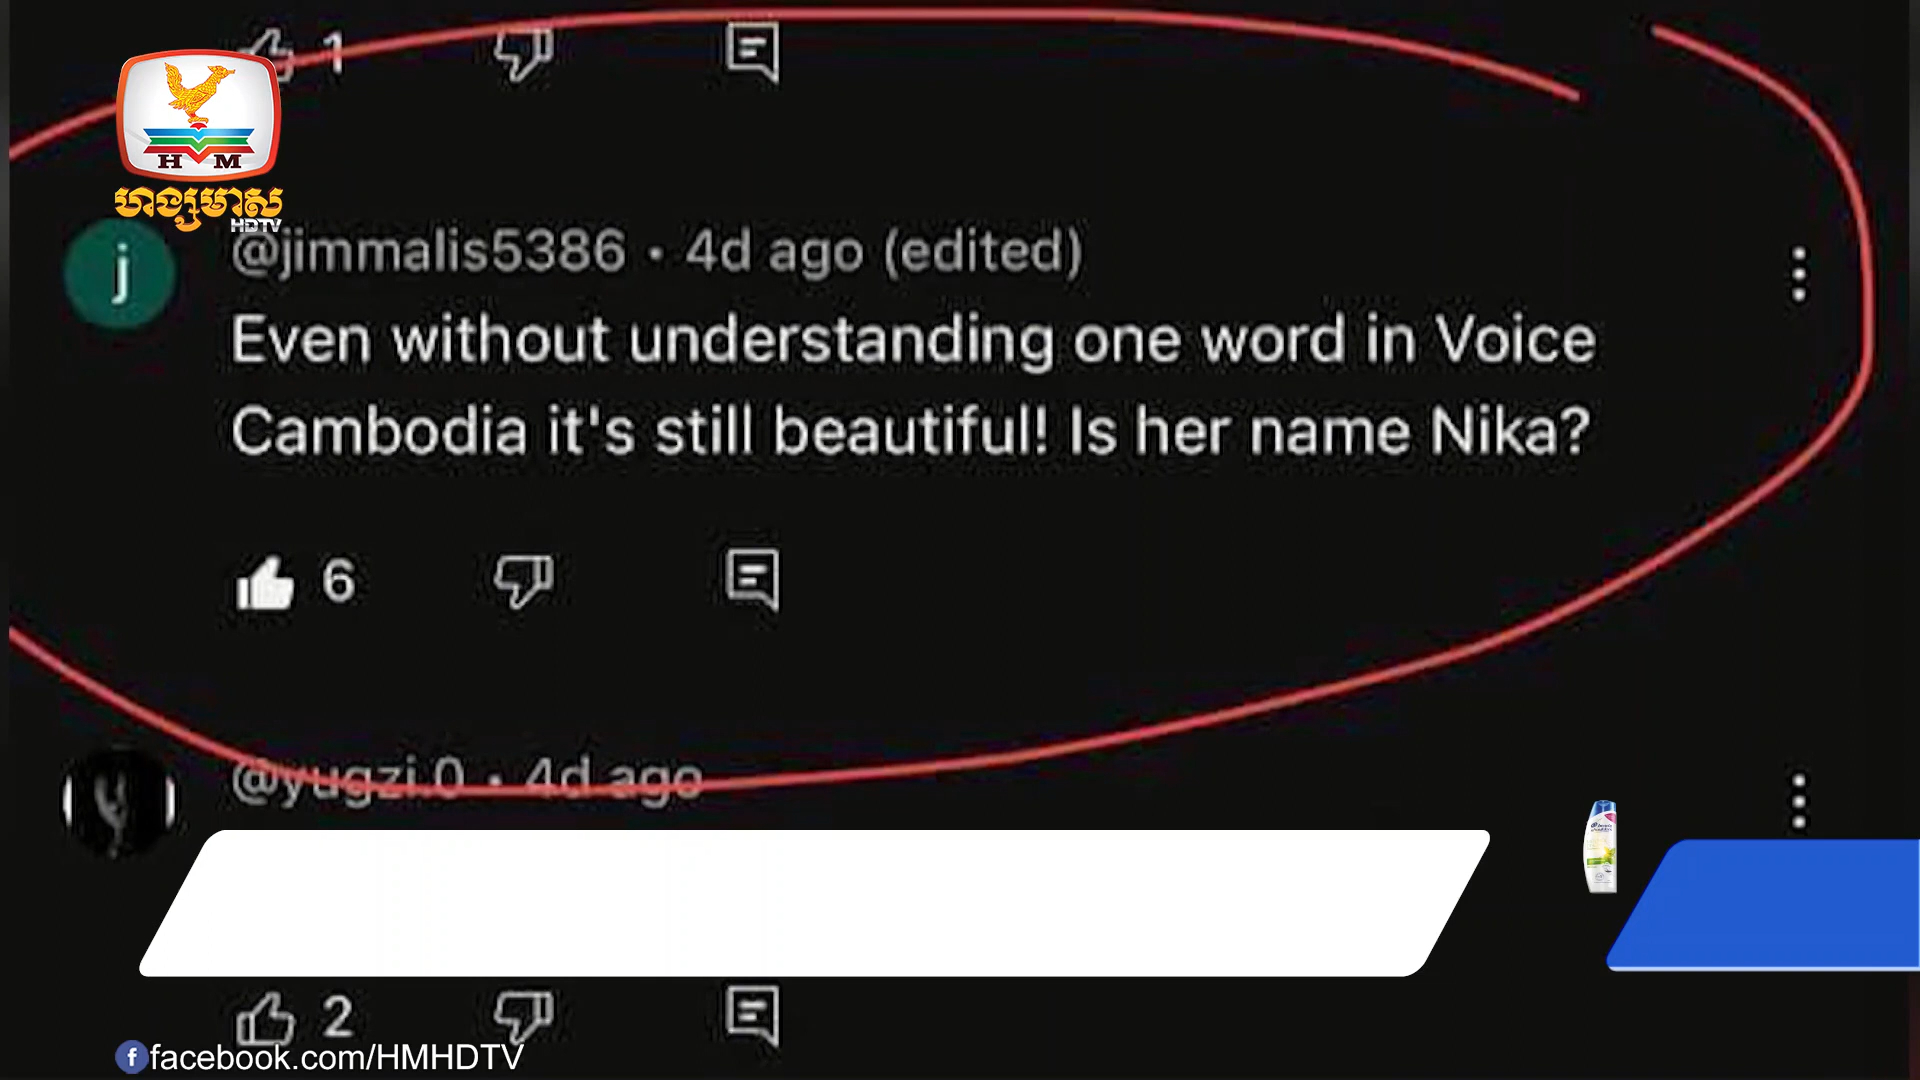 1
H M
ហង្សមាស
HDTV
j
@jimmalis5386 • 4d ago (edited)
Even without understanding one word in Voice
Cambodia it's still beautiful! Is her name Nika?
6
@yugzi.0 • 4d ago
2
facebook.com/HMHDTV